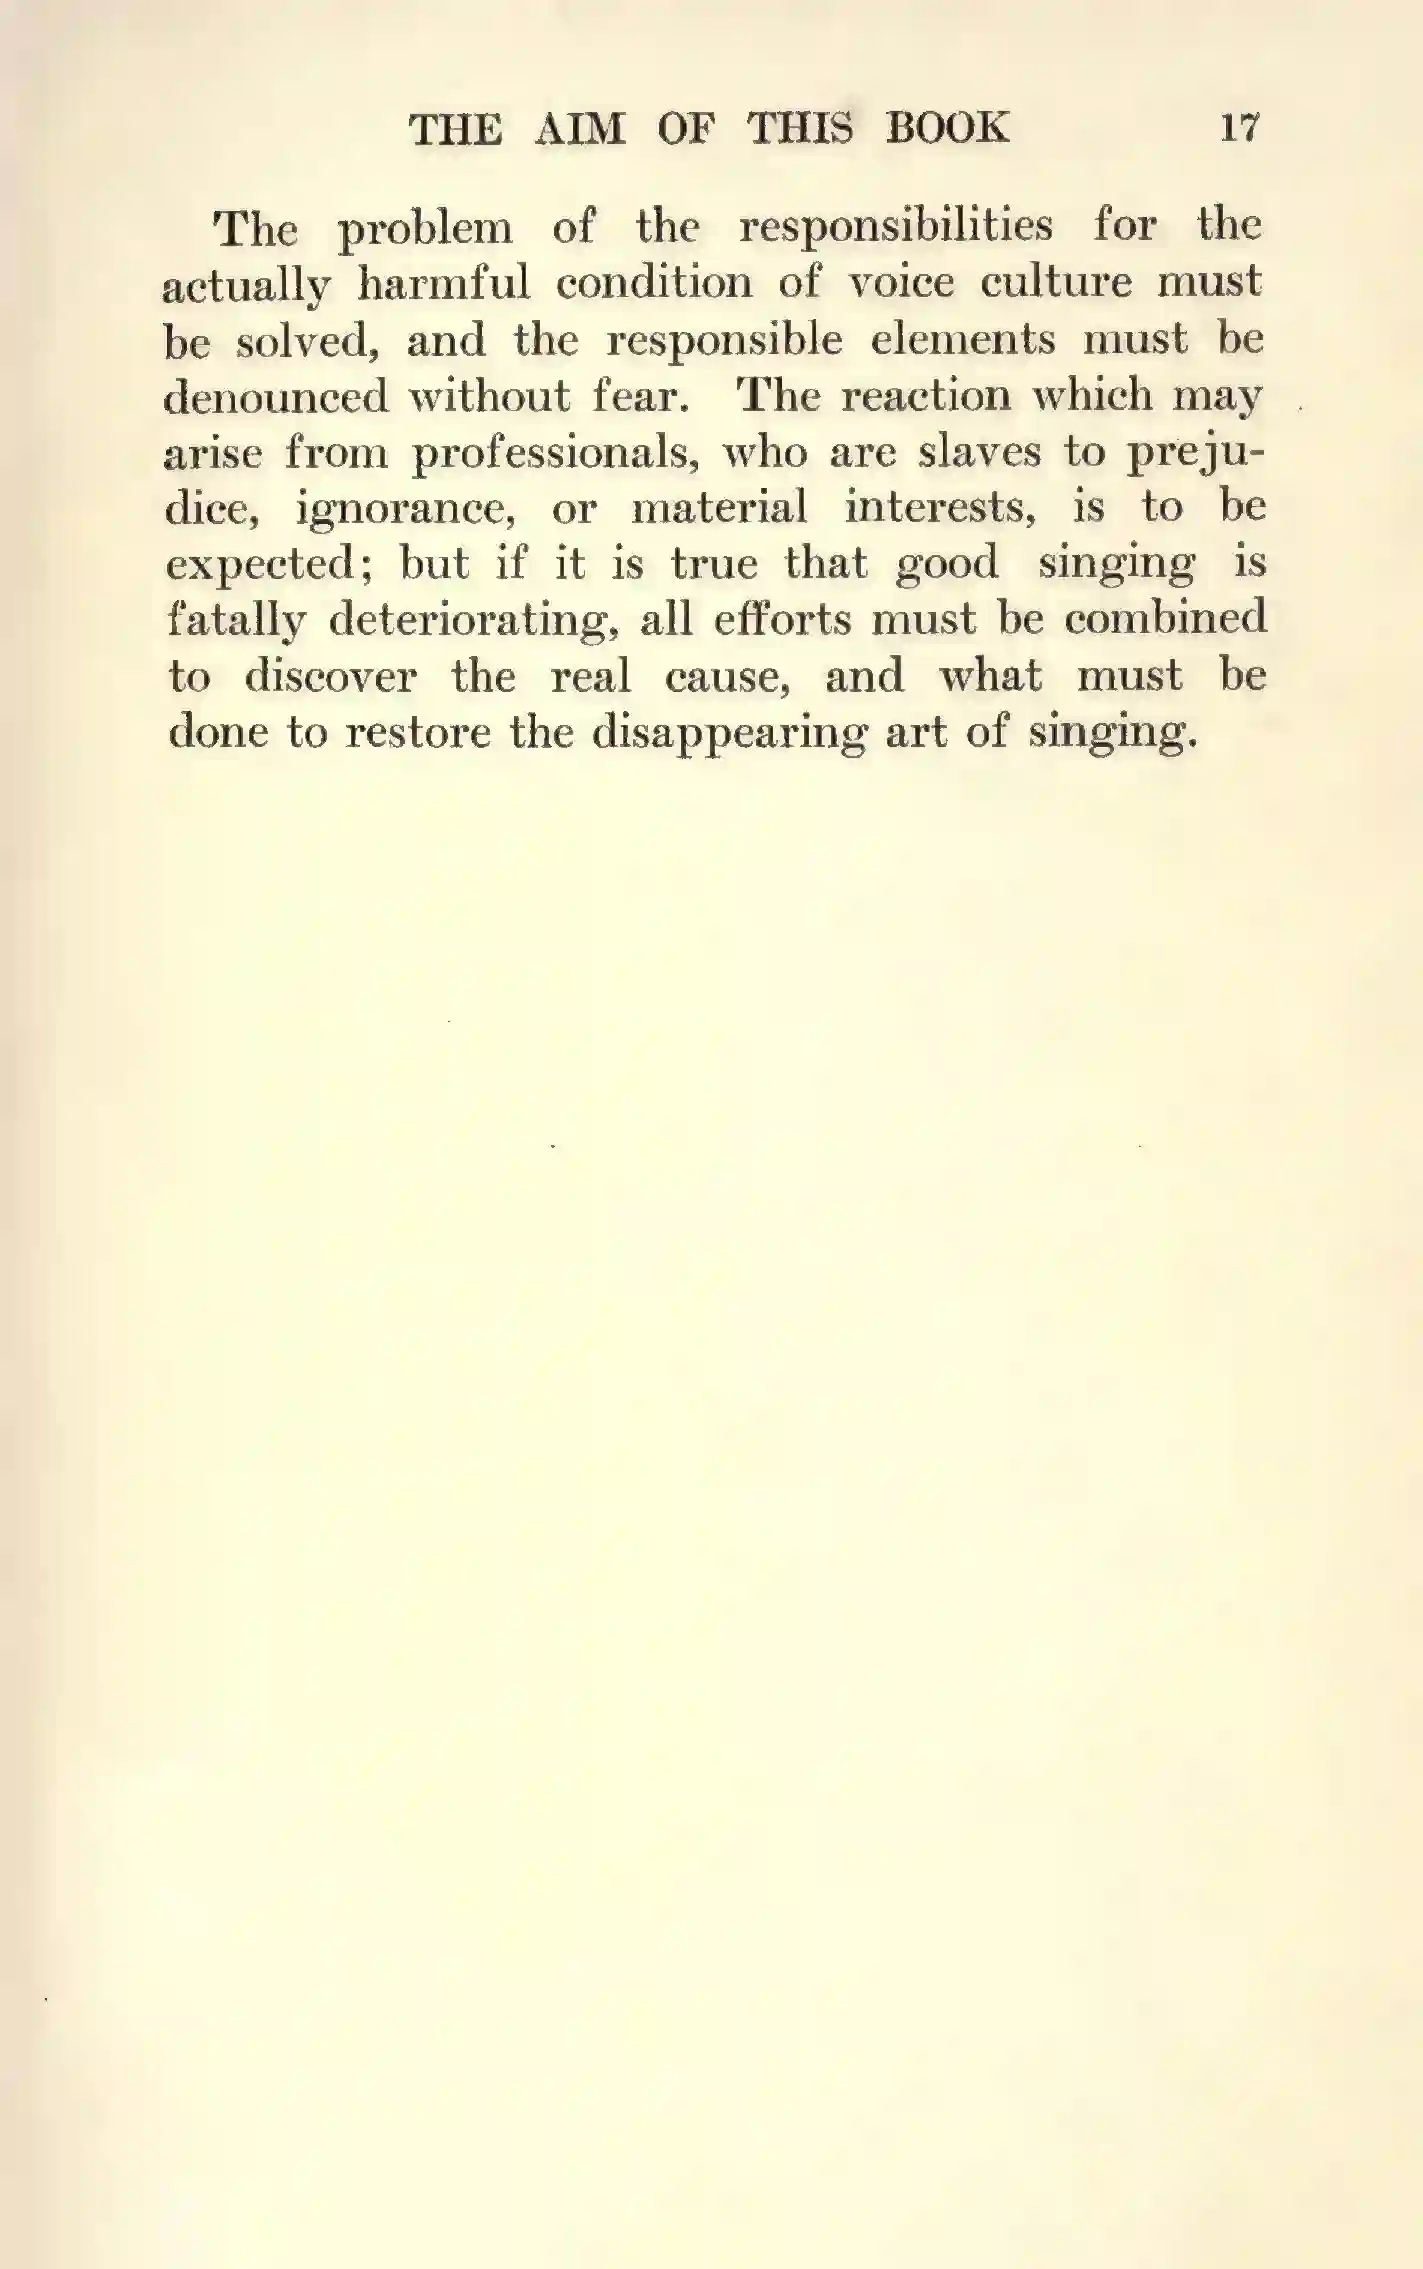 THE AIM OF THIS BOOK 17
The problem of the responsibilities for the
actually harmful condition of voice culture must
be solved, and the responsible elements must be
denounced without fear. The reaction which may
arise from professionals, who are slaves to preju-
dice, ignorance, or material interests, is to be
expected; but if it is true that good singing is
fatally deteriorating, all efforts must be combined
to discover the real cause, and what must be
done to restore the disappearing art of singing.